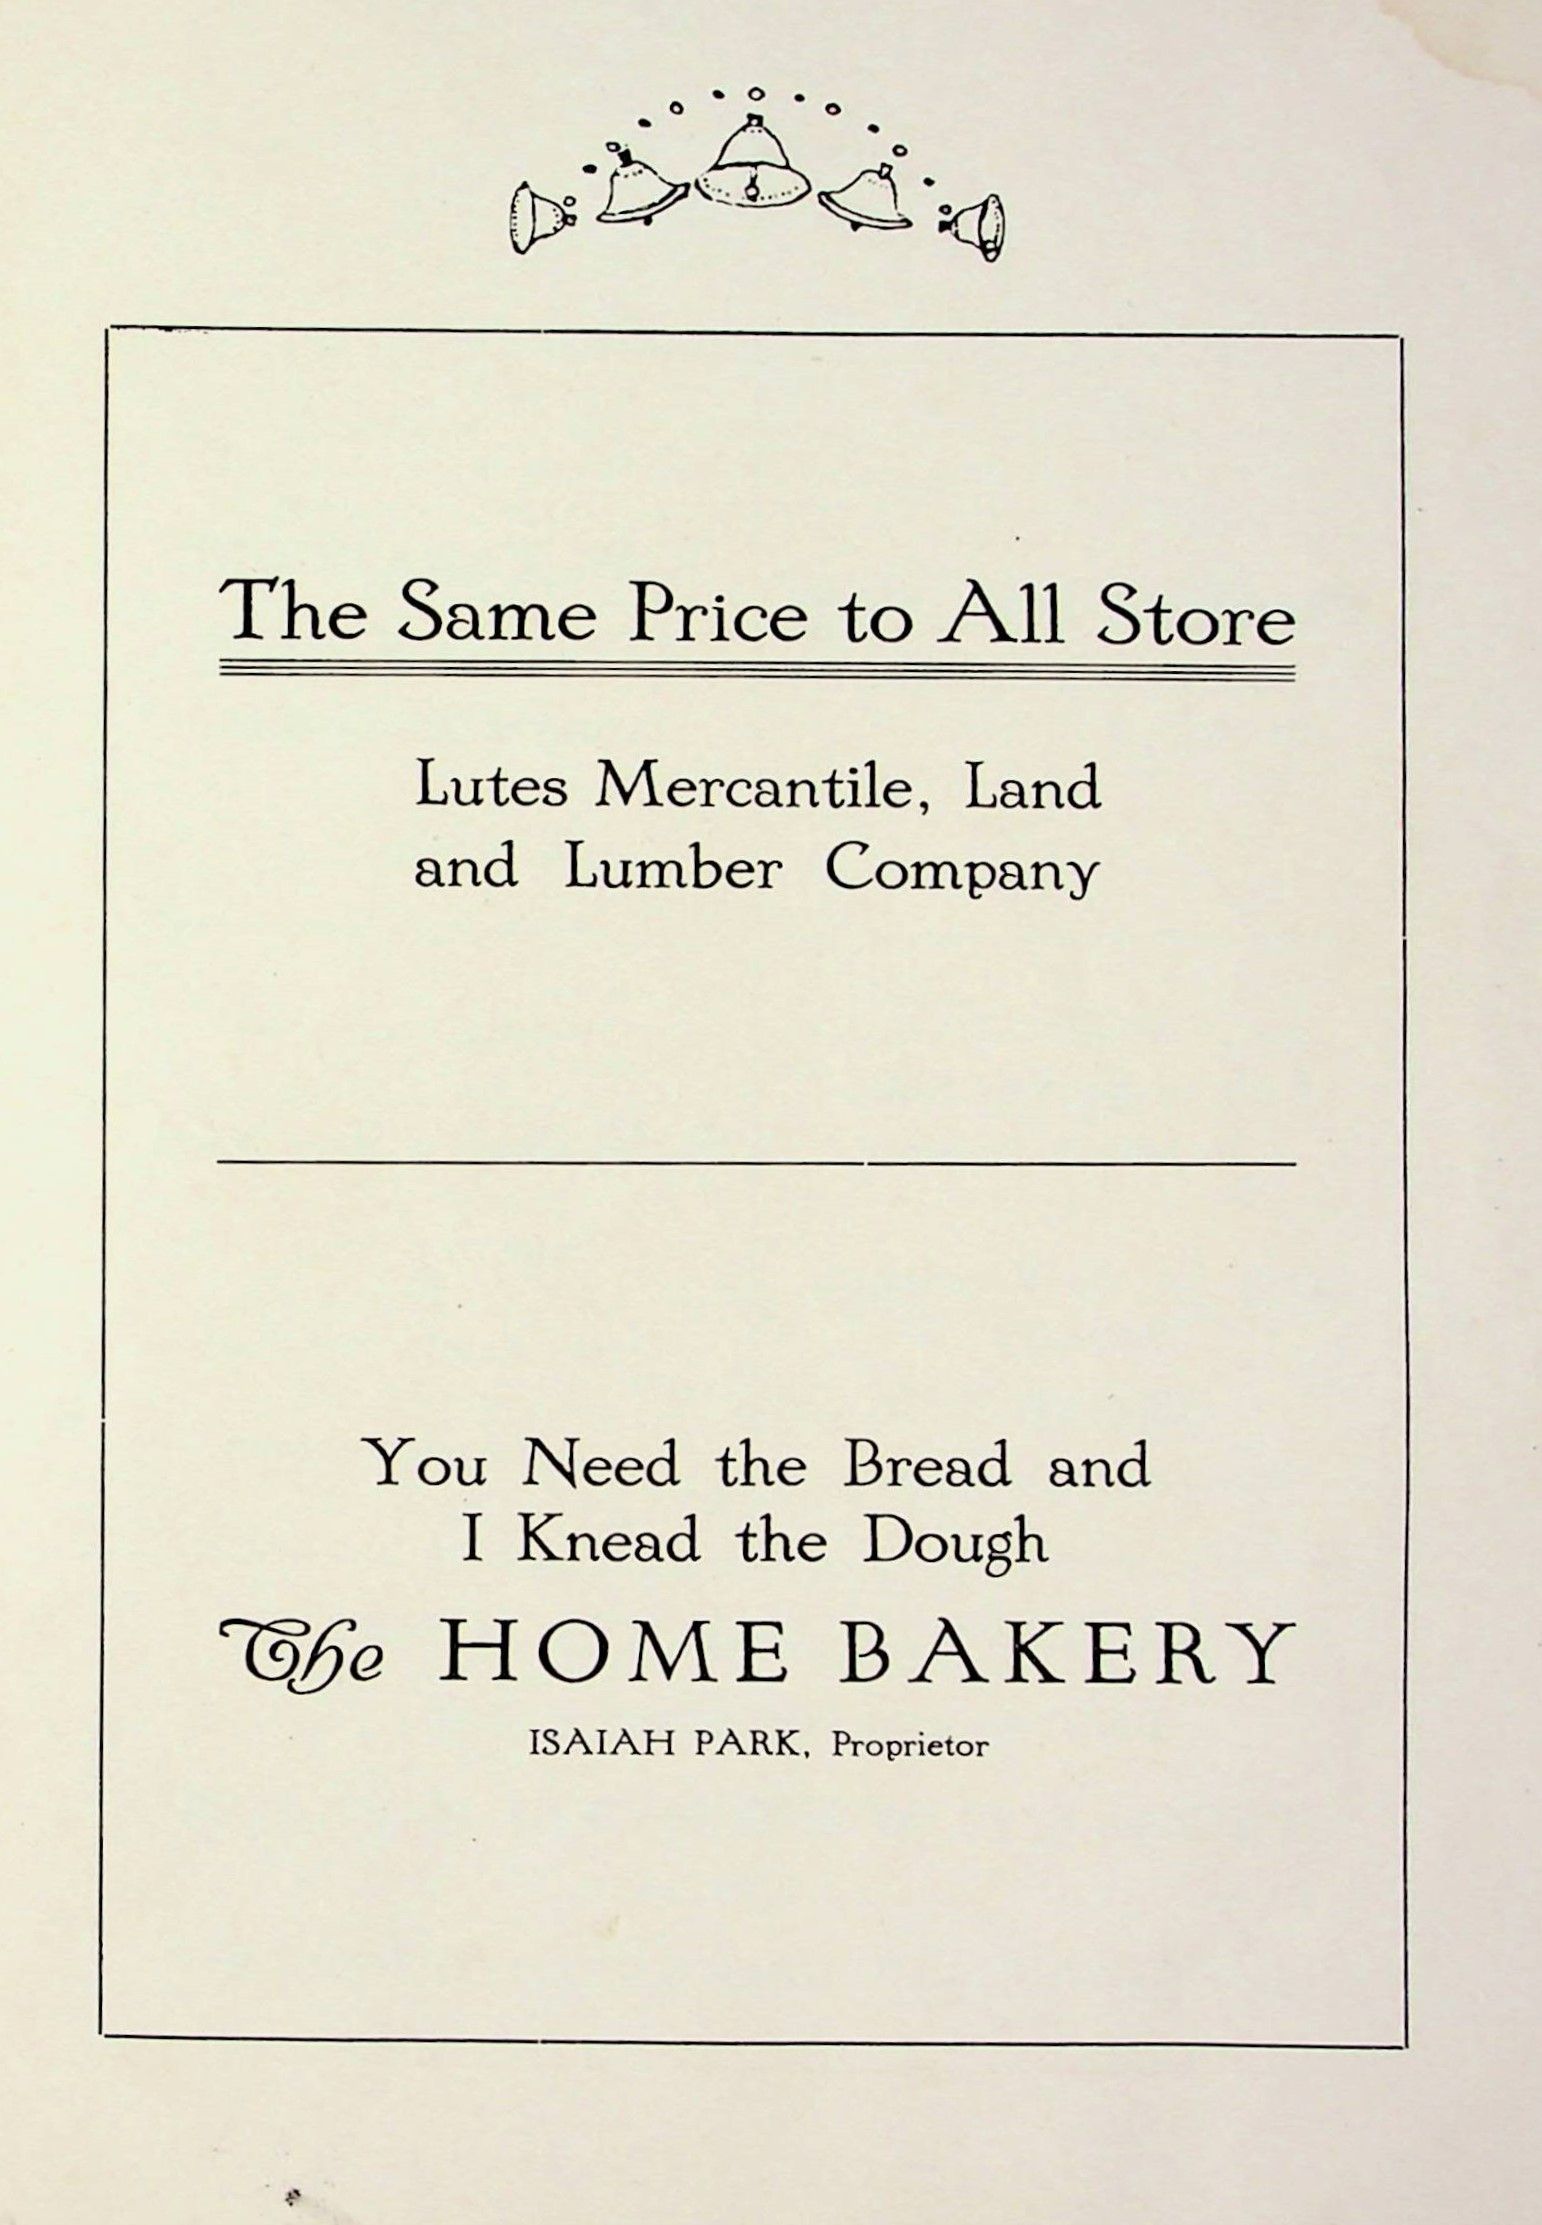 The Same Price to All Store
Lutes Mercantile, Land
and Lumber Company
You Need the Bread and
I Knead the Dough
The HOME BAKERY
ISAIAH PARK, Proprietor